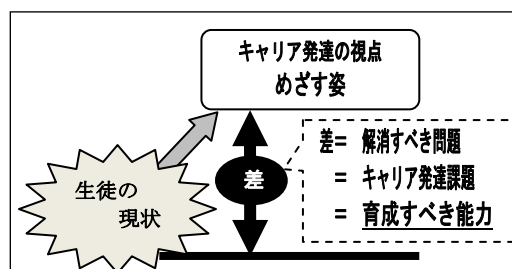 キャリア発達の視点
めざす姿
差= 解消すべき問題
= キャリア発達課題
= 育成すべき能力
差
生徒の
現状